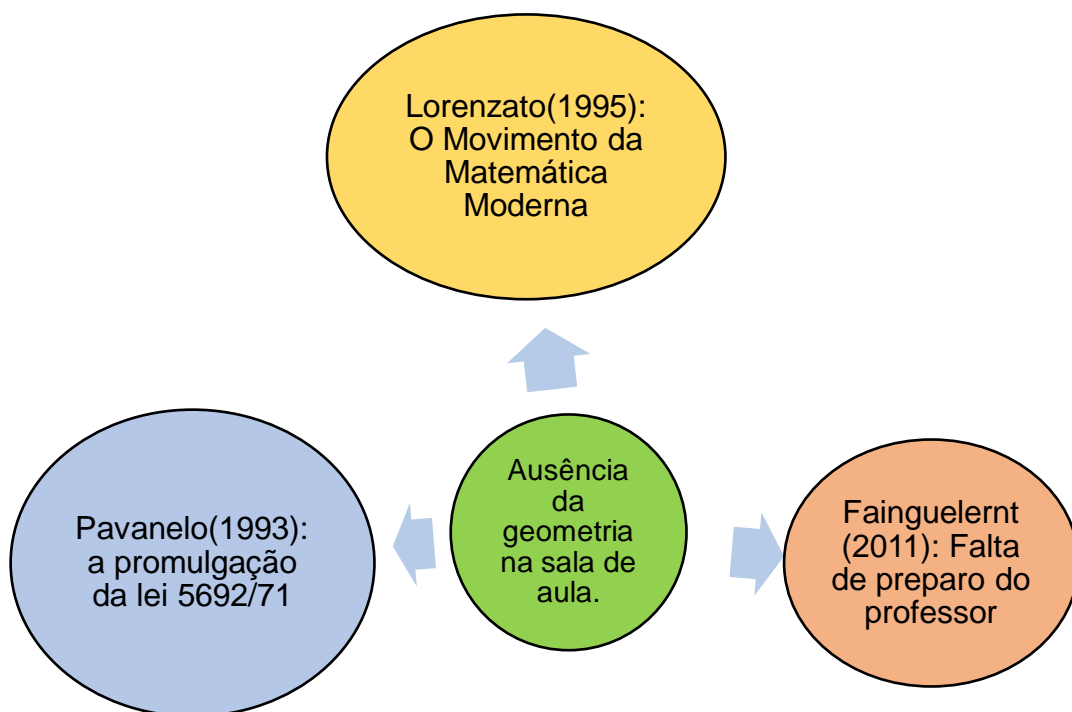 Lorenzato(1995):
O Movimento da
Matemática
Moderna
Ausência
da
geometria
na sala de
aula.
Pavanelo(1993):
a promulgação
da lei 5692/71
Fainguelernt
(2011): Falta
de preparo do
professor